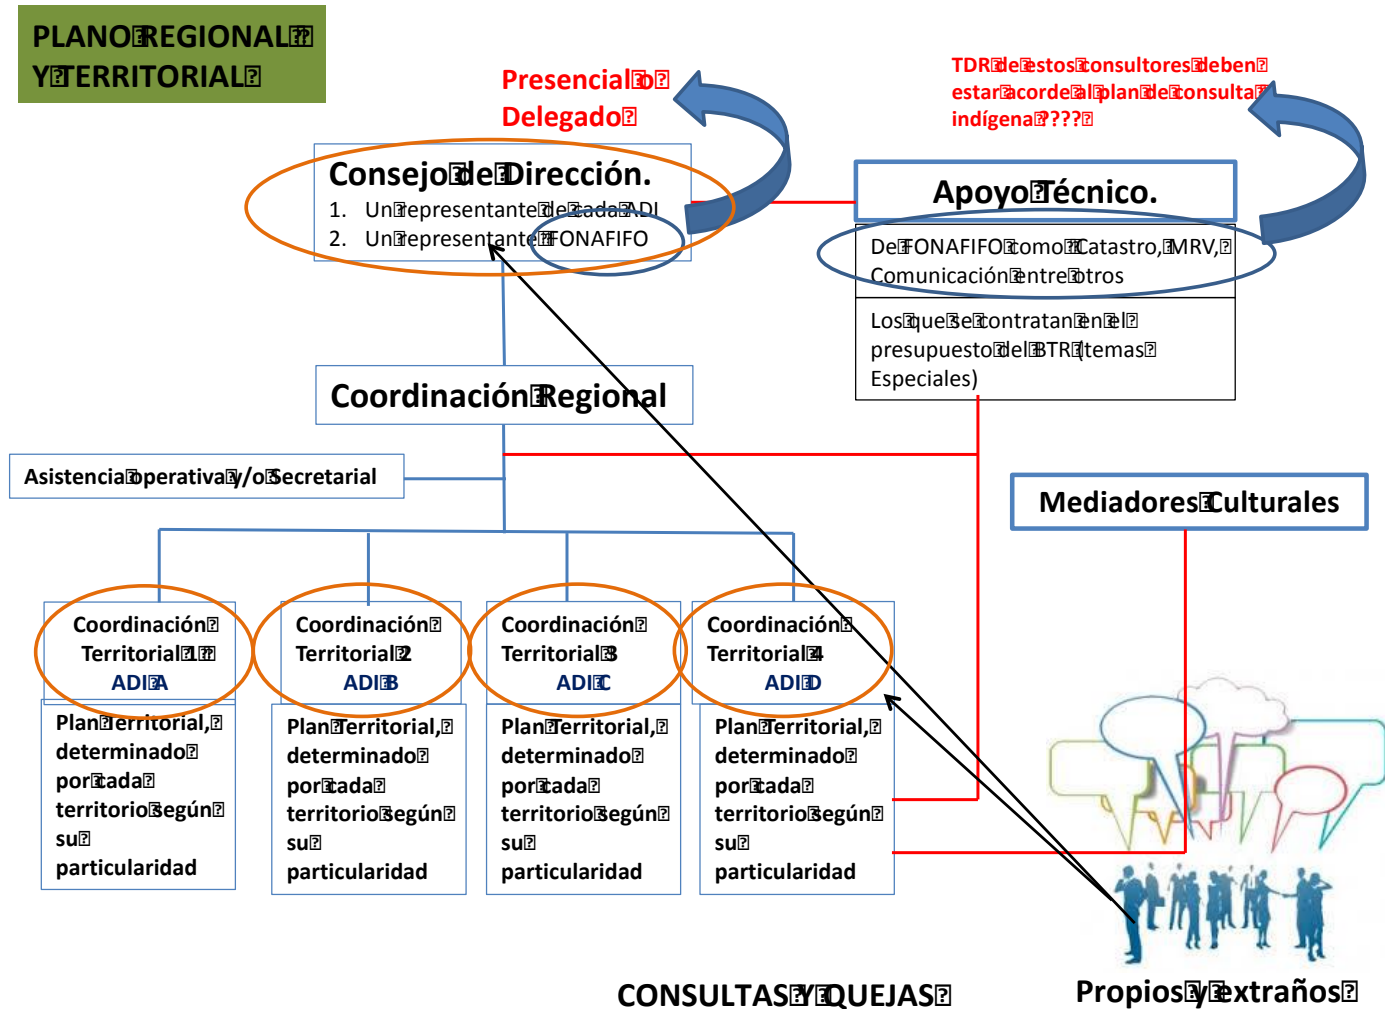 PLANO REGIONAL
Y TERRITORIAL
Presencial o
Delegado
TDR de estos consultores deben
estar acorde al plan de consulta
indígena ????
Consejo de Dirección.
1. Un representante de cada ADI
2. Un representante FONAFIFO
Apoyo Técnico.
De FONAFIFO como Catastro, MRV,
Comunicación entre otros
Los que se contratan en el
presupuesto del BTR (temas
Especiales)
Coordinación Regional
Asistencia operativa y/o Secretarial
Mediadores Culturales
Coordinación
Territorial 1
ADI A
Coordinación
Territorial 2
ADI B
Coordinación
Territorial 3
ADI C
Coordinación
Territorial 4
ADI D
Plan Territorial,
determinado
por cada
territorio según
su
particularidad
Plan Territorial,
determinado
por cada
territorio según
su
particularidad
Plan Territorial,
determinado
por cada
territorio según
su
particularidad
Plan Territorial,
determinado
por cada
territorio según
su
particularidad
CONSULTAS Y QUEJAS
Propios y extraños